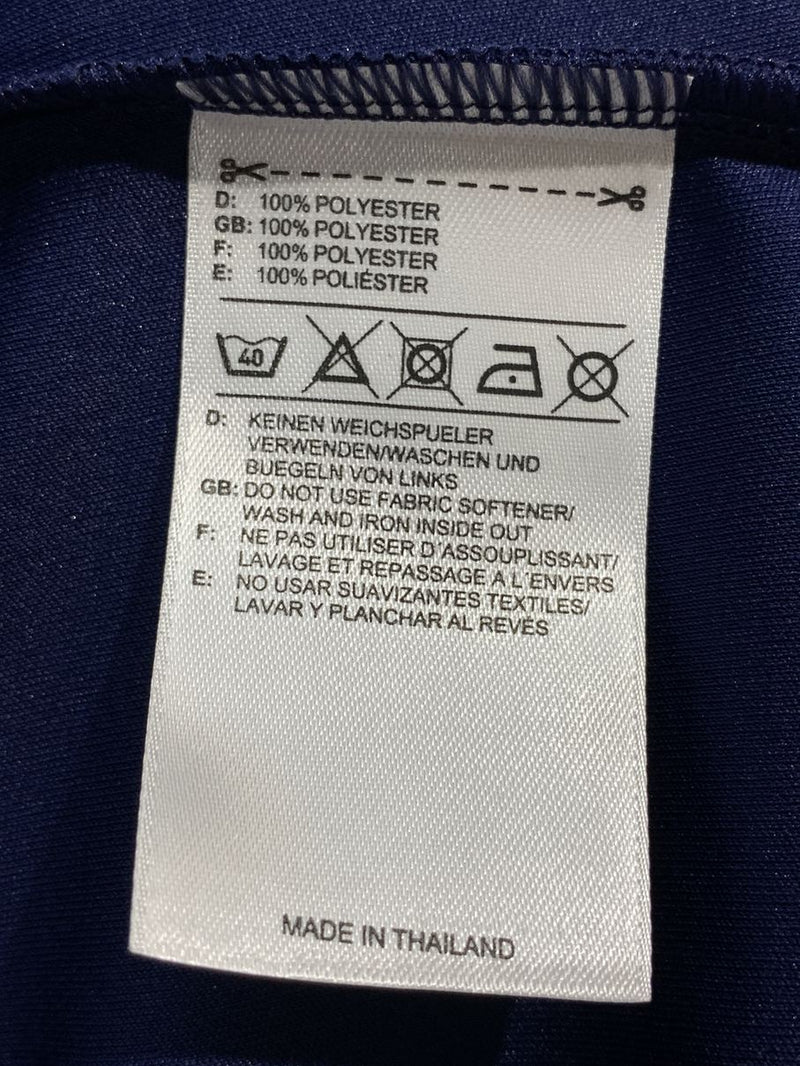 D: 100% POLYESTER
GB: 100% POLYESTER
F: 100% POLYESTER
E: 100% POLIÉSTER
40
D: KEINEN WEICHSPUELER
VERWENDEN/WASCHEN UND
BUEGELN VON LINKS
GB: DO NOT USE FABRIC SOFTENER/
WASH AND IRON INSIDE OUT
F: NE PAS UTILISER D'ASSOUPLISSANT/
LAVAGE ET REPASSAGE A L'ENVERS
E: NO USAR SUAVIZANTES TEXTILES/
LAVAR Y PLANCHAR AL REVÉS
MADE IN THAILAND